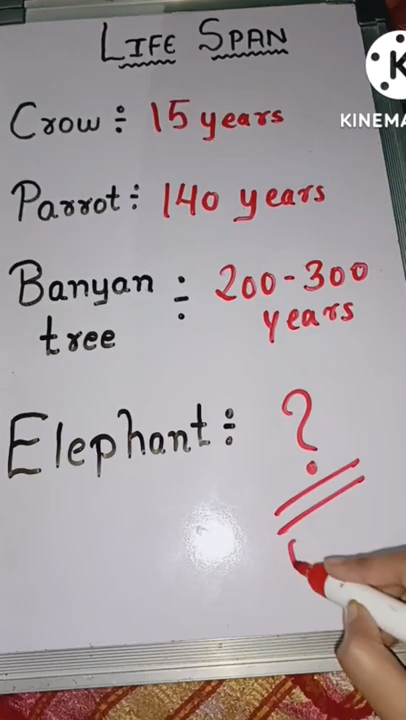 LIFE SPAN
K
KINEMA
Crow ÷ 15 years
Parrot ÷ 140 years
Banyan tree ÷ 200-300 years
Elephant ÷ ?